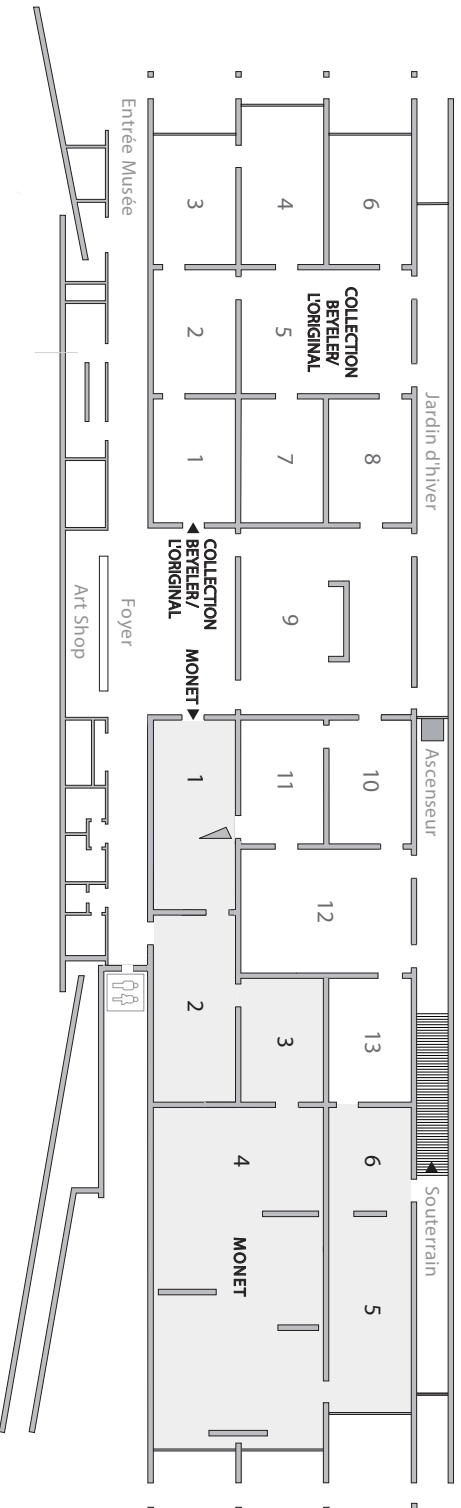 Jardin d'hiver
Ascenseur
Souterrain
6
8
10
13
6
5
COLLECTION
BEYELER/
L'ORIGINAL
4
5
7
9
11
12
3
4
MONET
3
2
1
◀ COLLECTION
BEYELER/
L'ORIGINAL
MONET ▶
1
2
Entrée Musée
Foyer
Art Shop